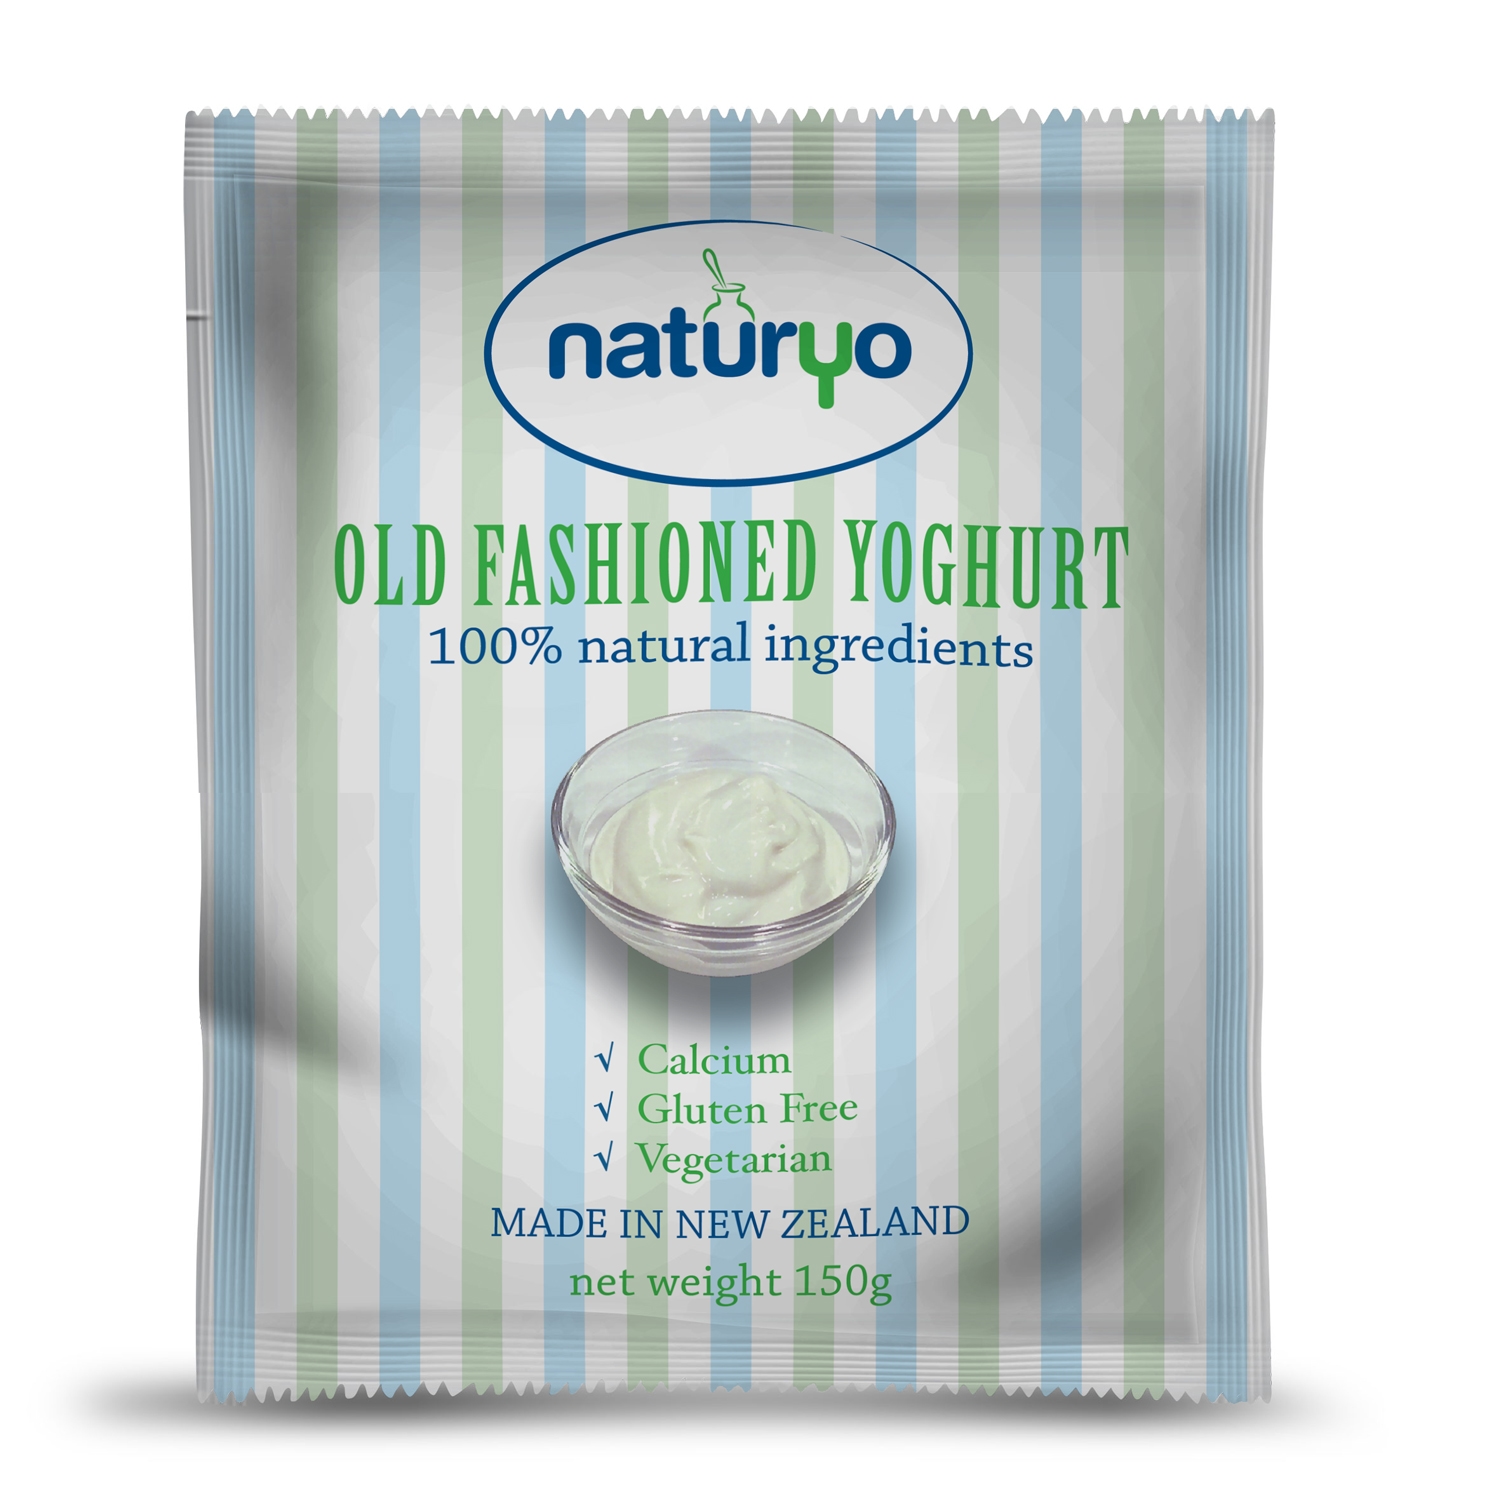 naturyo
OLD FASHIONED YOGHURT
100% natural ingredients
√ Calcium
√ Gluten Free
√ Vegetarian
MADE IN NEW ZEALAND
net weight 150g